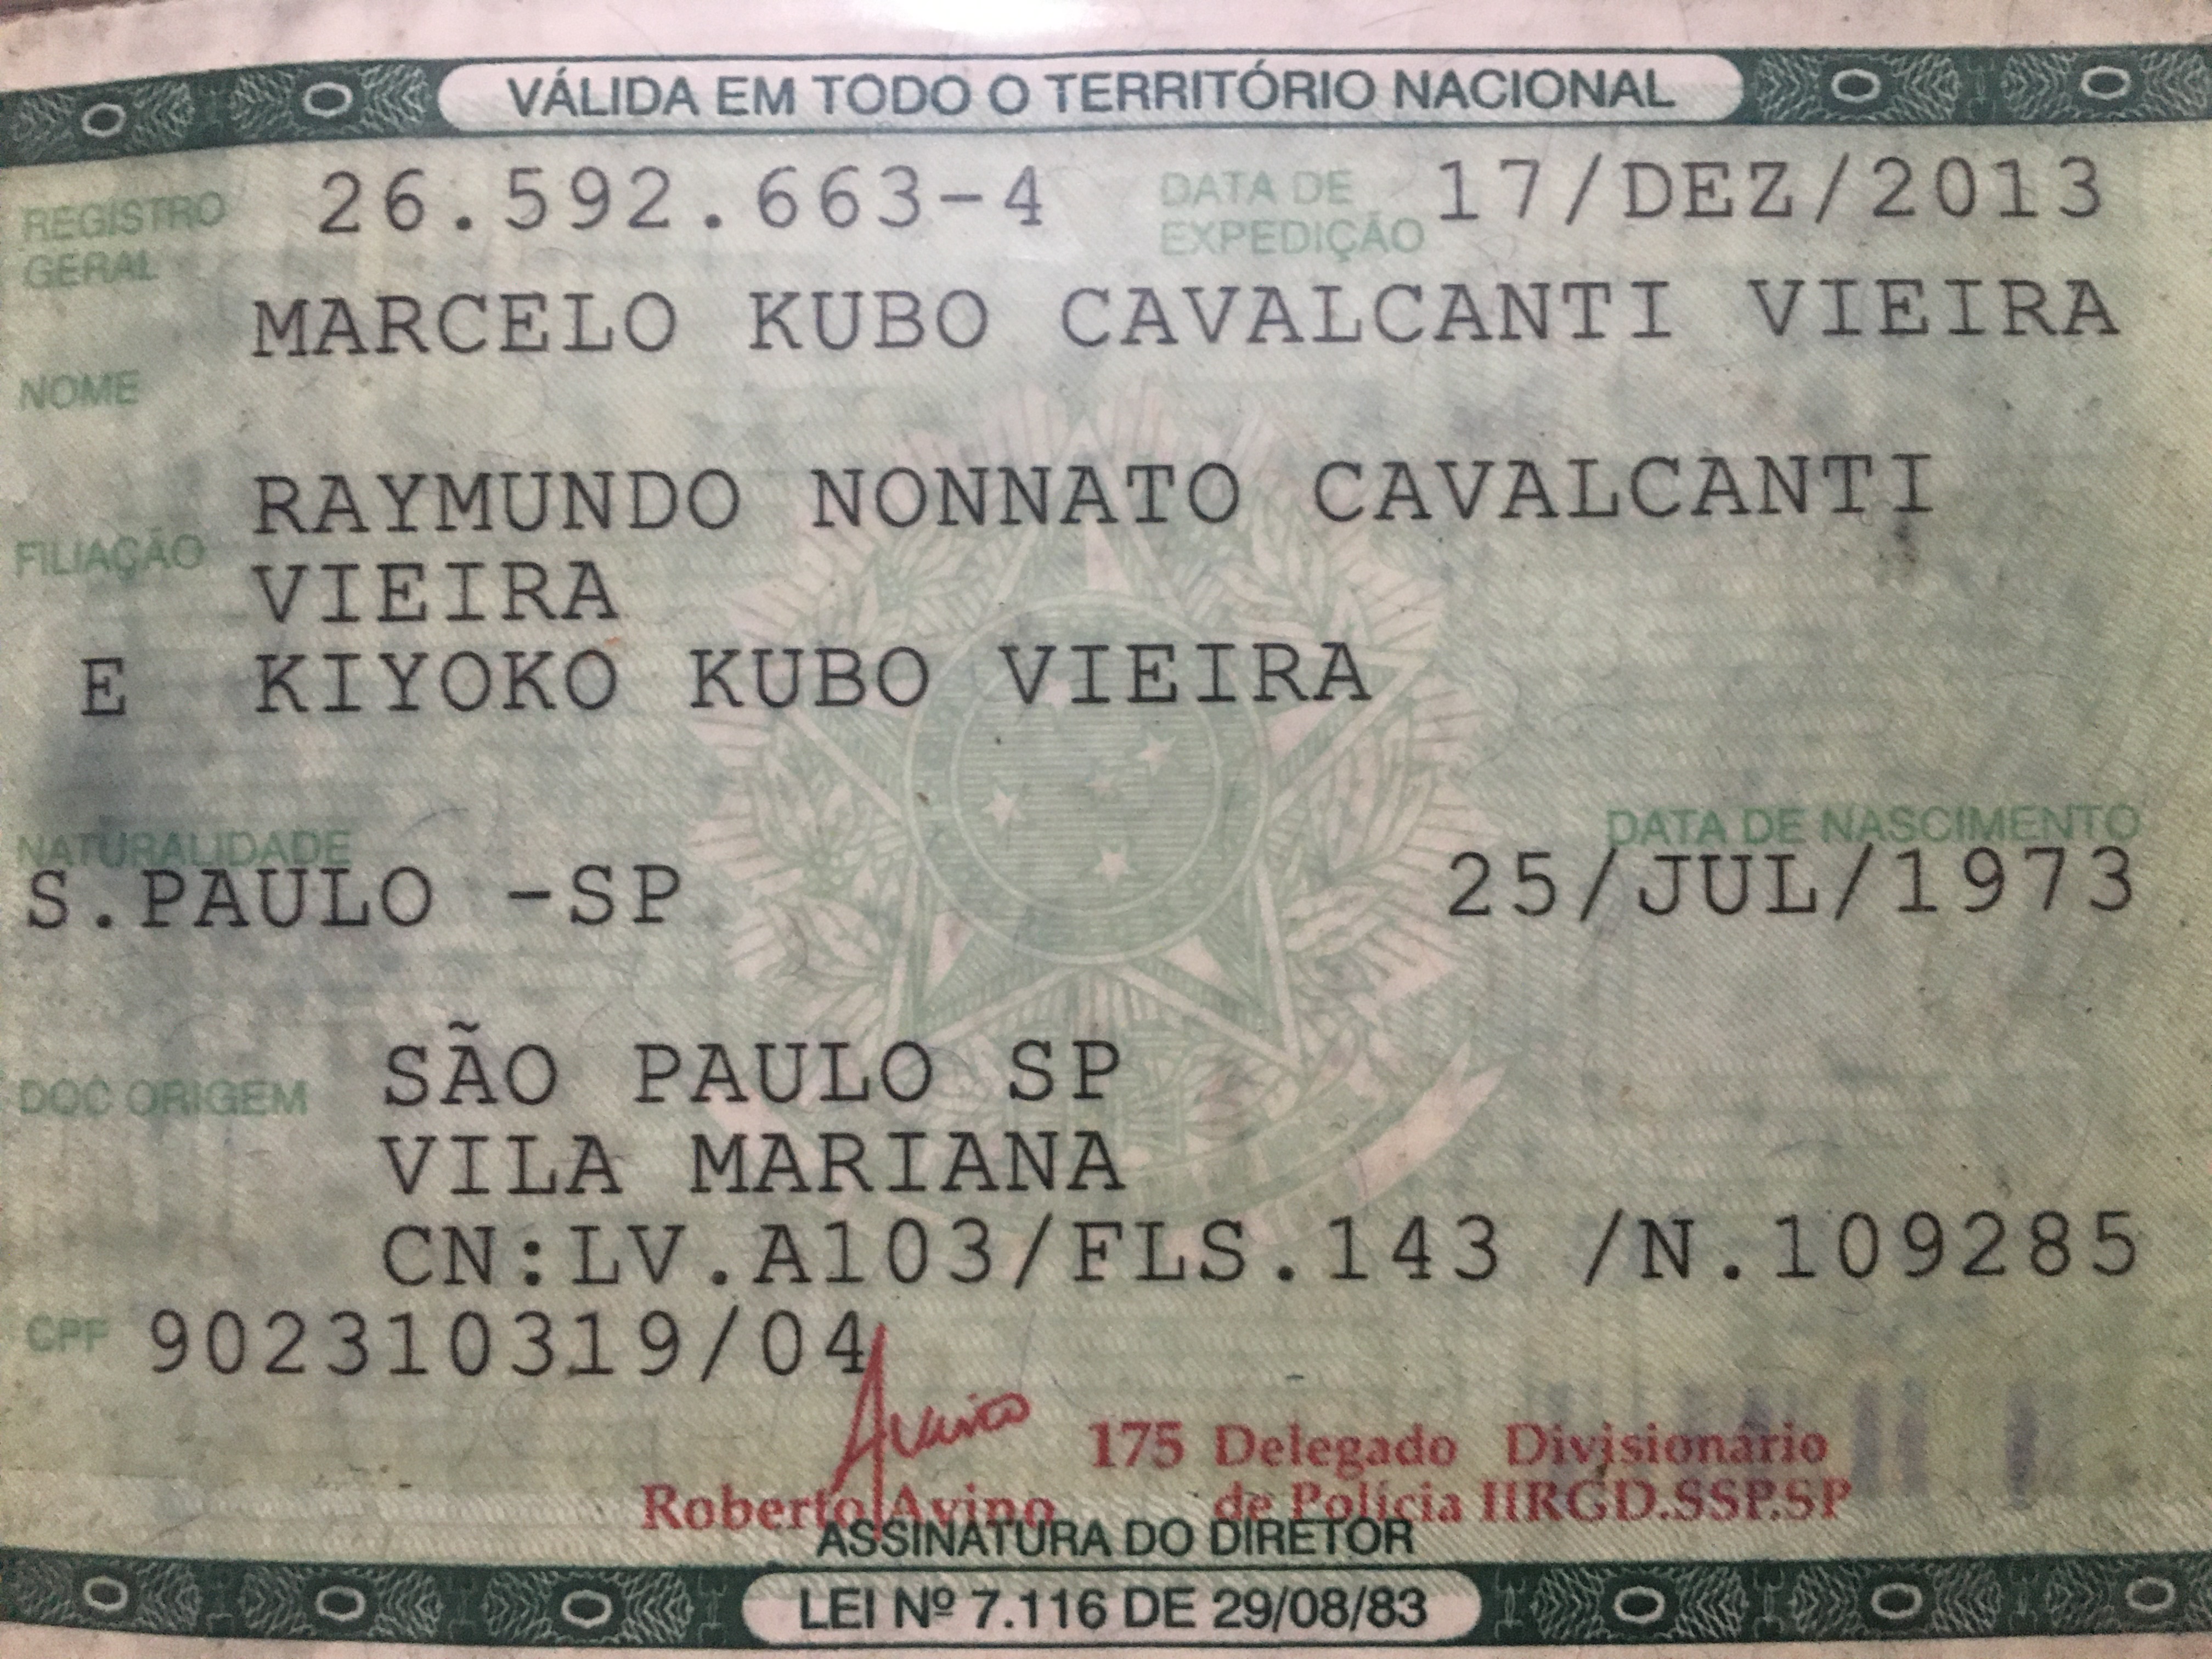 VÁLIDA EM TODO O TERRITÓRIO NACIONAL
REGISTRO GERAL 26.592.663-4 DATA DE EXPEDIÇÃO 17/DEZ/2013
NOME MARCELO KUBO CAVALCANTI VIEIRA
FILIAÇÃO RAYMUNDO NONNATO CAVALCANTI
VIEIRA
E KIYOKO KUBO VIEIRA
NATURALIDADE DATA DE NASCIMENTO
S.PAULO -SP 25/JUL/1973
DOC ORIGEM SÃO PAULO SP
VILA MARIANA
CN:LV.A103/FLS.143 /N.109285
CPF 902310319/04
175 Delegado Divisionário
Roberto Avino de Polícia IIRGD.SSP.SP
ASSINATURA DO DIRETOR
LEI Nº 7.116 DE 29/08/83